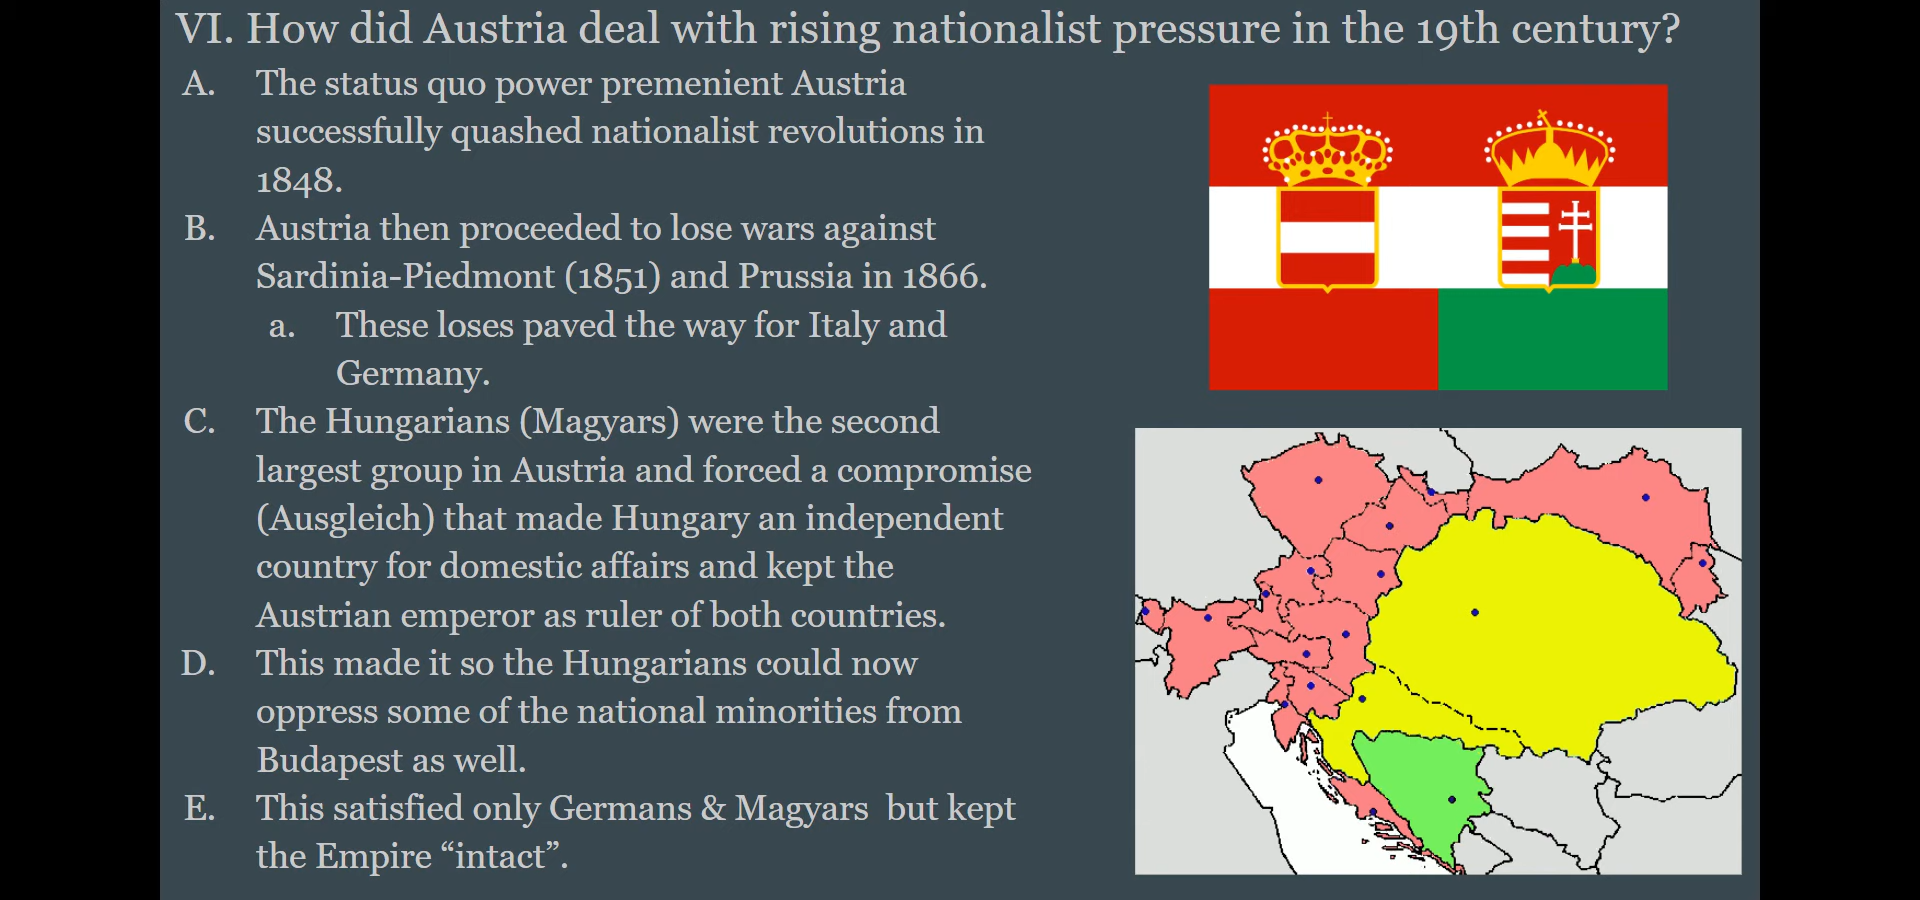 VI. How did Austria deal with rising nationalist pressure in the 19th century?
A. The status quo power premenient Austria
successfully quashed nationalist revolutions in
1848.
B. Austria then proceeded to lose wars against
Sardinia-Piedmont (1851) and Prussia in 1866.
a. These loses paved the way for Italy and
Germany.
C. The Hungarians (Magyars) were the second
largest group in Austria and forced a compromise
(Ausgleich) that made Hungary an independent
country for domestic affairs and kept the
Austrian emperor as ruler of both countries.
D. This made it so the Hungarians could now
oppress some of the national minorities from
Budapest as well.
E. This satisfied only Germans & Magyars  but kept
the Empire “intact”.